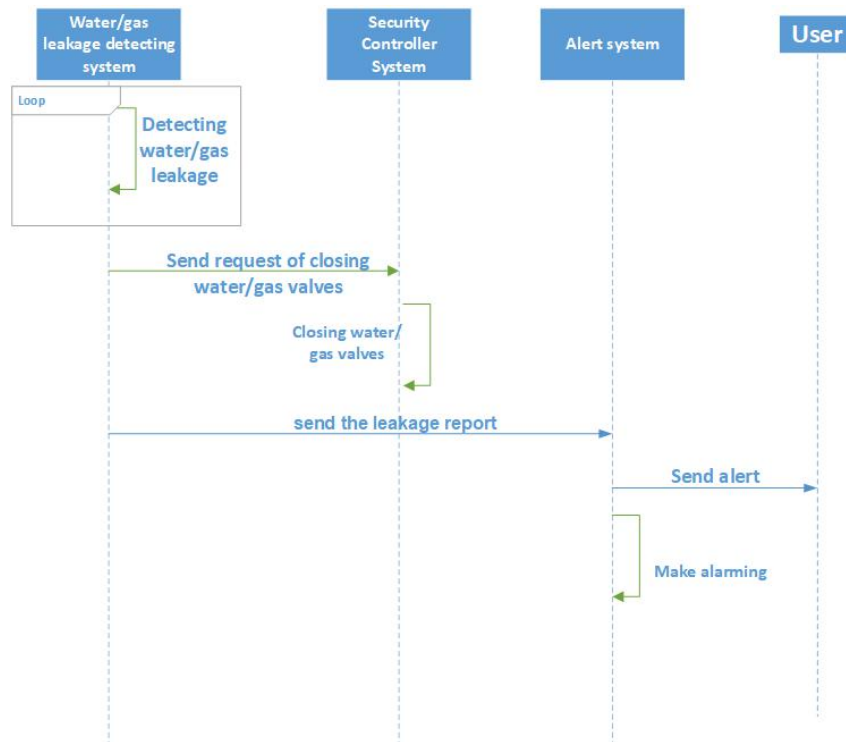 Water/gas
leakage detecting
system
Security
Controller
System
Alert system
User
Loop
Detecting
water/gas
leakage
Send request of closing
water/gas valves
Closing water/
gas valves
send the leakage report
Send alert
Make alarming